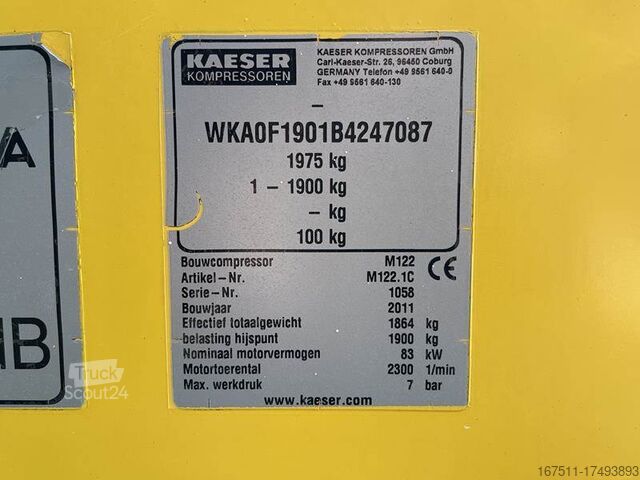 KAESER
KOMPRESSOREN
KAESER KOMPRESSOREN GmbH
Carl-Kaeser-Str. 26, 96450 Coburg
GERMANY Telefon +49 9561 640-0
Fax +49 9561 640-130
–
WKA0F1901B4247087
1975 kg
1 – 1900 kg
– kg
100 kg
Bouwcompressor M122
Artikel-Nr. M122.1C
Serie-Nr. 1058
Bouwjaar 2011
Effectief totaalgewicht 1864 kg
belasting hijspunt 1900 kg
Nominaal motorvermogen 83 kW
Motortoerental 2300 1/min
Max. werkdruk 7 bar
CE
www.kaeser.com
A
B
Truck
Scout24
167511-17493893